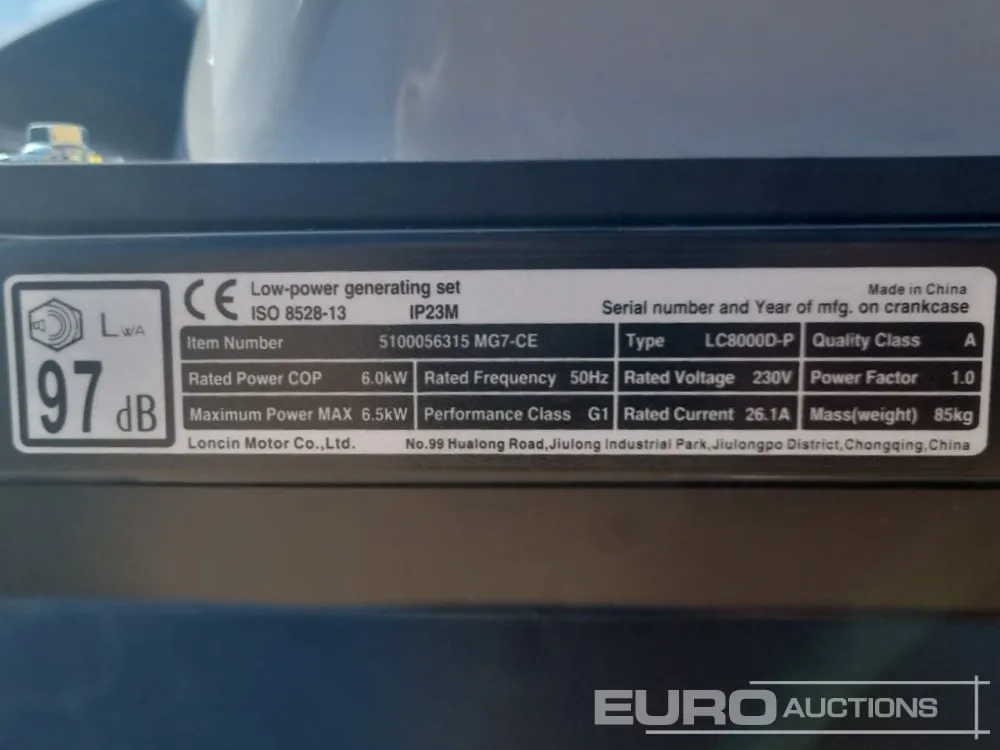 LWA
97 dB
CE Low-power generating set
ISO 8528-13 IP23M
Made in China
Serial number and Year of mfg. on crankcase
Item Number 5100056315 MG7-CE Type LC8000D-P Quality Class A
Rated Power COP 6.0kW Rated Frequency 50Hz Rated Voltage 230V Power Factor 1.0
Maximum Power MAX 6.5kW Performance Class G1 Rated Current 26.1A Mass(weight) 85kg
Loncin Motor Co.,Ltd. No.99 Hualong Road,Jiulong Industrial Park,Jiulongpo District,Chongqing,China
EURO AUCTIONS